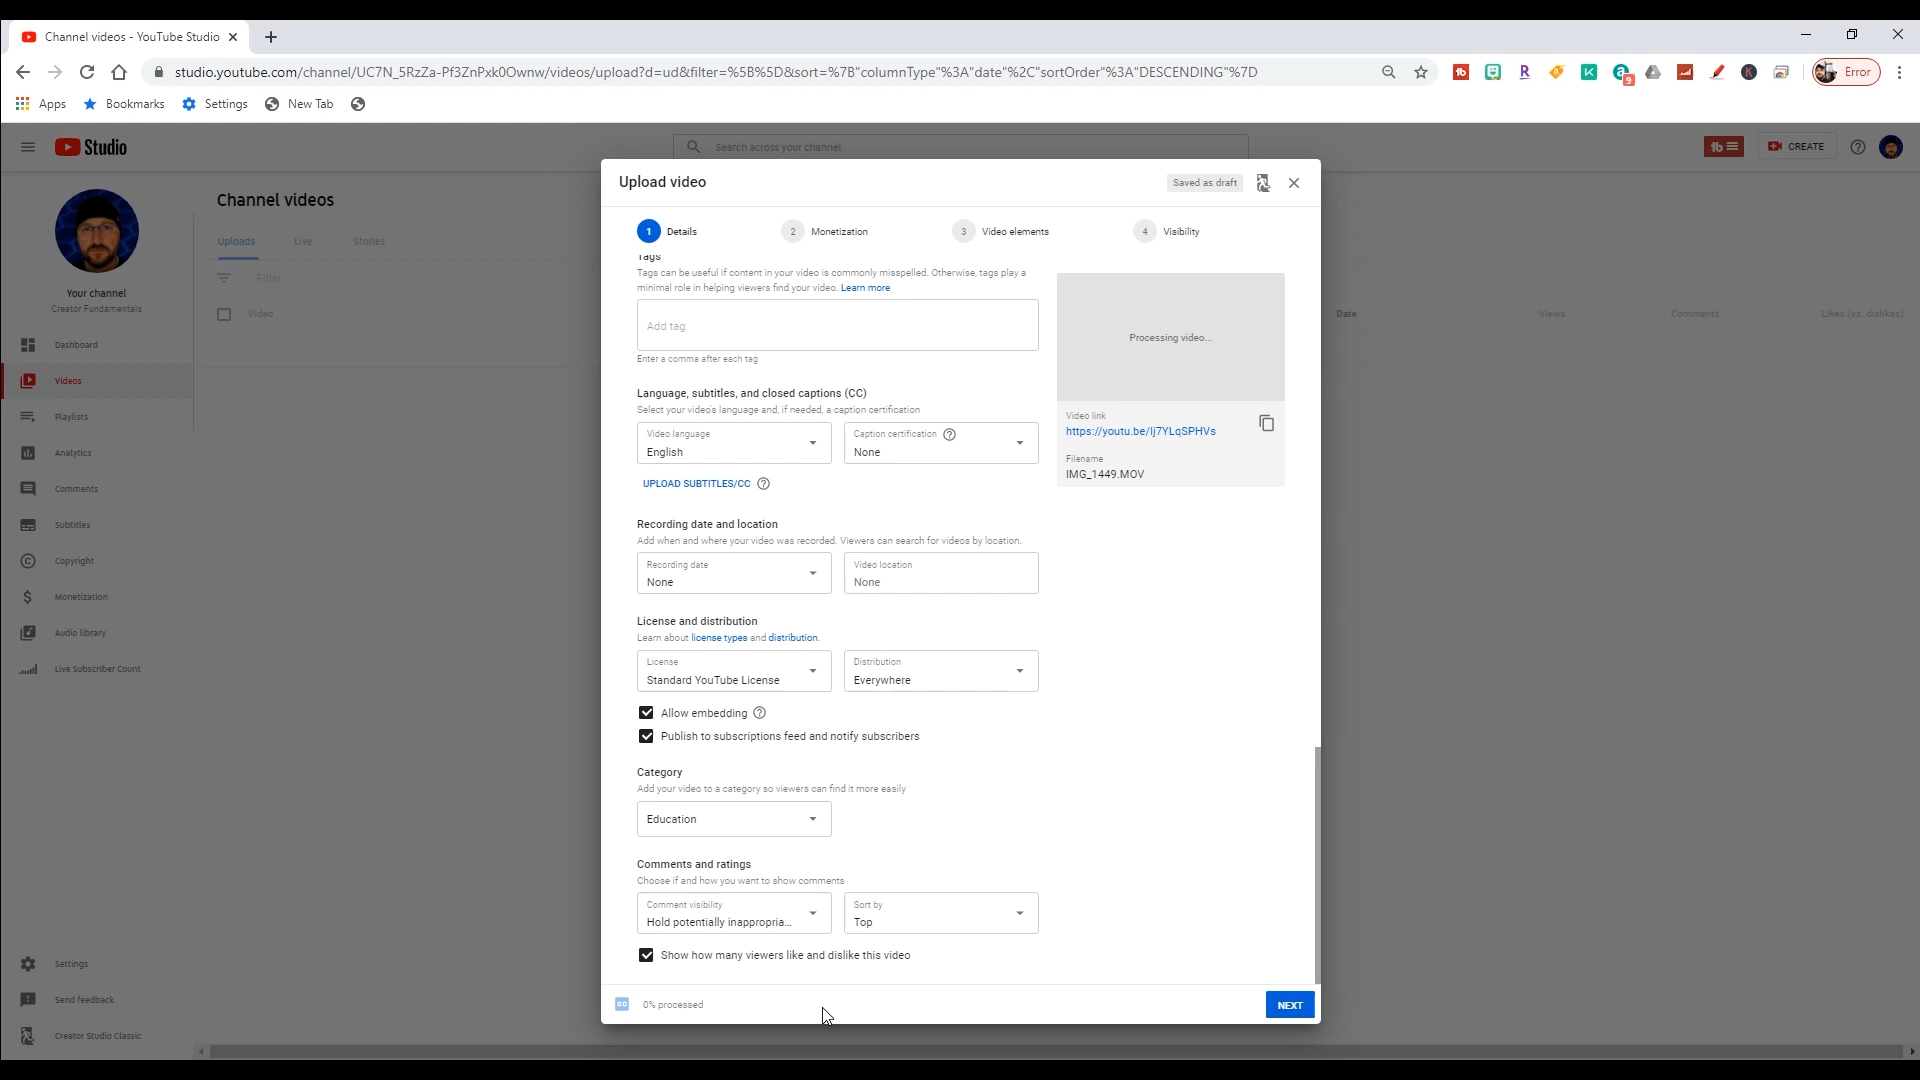 Channel videos - YouTube Studio
studio.youtube.com/channel/UC7N_5RzZa-Pf3ZnPxk0Ownw/videos/upload?d=ud&filter=%5B%5D&sort=%7B"columnType"%3A"date"%2C"sortOrder"%3A"DESCENDING"%7D
9
Error
Apps
Bookmarks
Settings
New Tab
Studio
Search across your channel
CREATE
Your channel
Creator Fundamentals
Dashboard
Videos
Playlists
Analytics
Comments
Subtitles
Copyright
Monetization
Audio library
Live Subscriber Count
Settings
Send feedback
Creator Studio Classic
Channel videos
Uploads
Live
Stories
Filter
Video
Date
Views
Comments
Likes (vs. dislikes)
Upload video
Saved as draft
1 Details
2 Monetization
3 Video elements
4 Visibility
Tags
Tags can be useful if content in your video is commonly misspelled. Otherwise, tags play a
minimal role in helping viewers find your video. Learn more
Add tag
Enter a comma after each tag
Language, subtitles, and closed captions (CC)
Select your video's language and, if needed, a caption certification
Video language
English
Caption certification
None
UPLOAD SUBTITLES/CC
Recording date and location
Add when and where your video was recorded. Viewers can search for videos by location.
Recording date
None
Video location
None
License and distribution
Learn about license types and distribution.
License
Standard YouTube License
Distribution
Everywhere
Allow embedding
Publish to subscriptions feed and notify subscribers
Category
Add your video to a category so viewers can find it more easily
Education
Comments and ratings
Choose if and how you want to show comments
Comment visibility
Hold potentially inappropria...
Sort by
Top
Show how many viewers like and dislike this video
Processing video...
Video link
https://youtu.be/Ij7YLqSPHVs
Filename
IMG_1449.MOV
SD
0% processed
NEXT